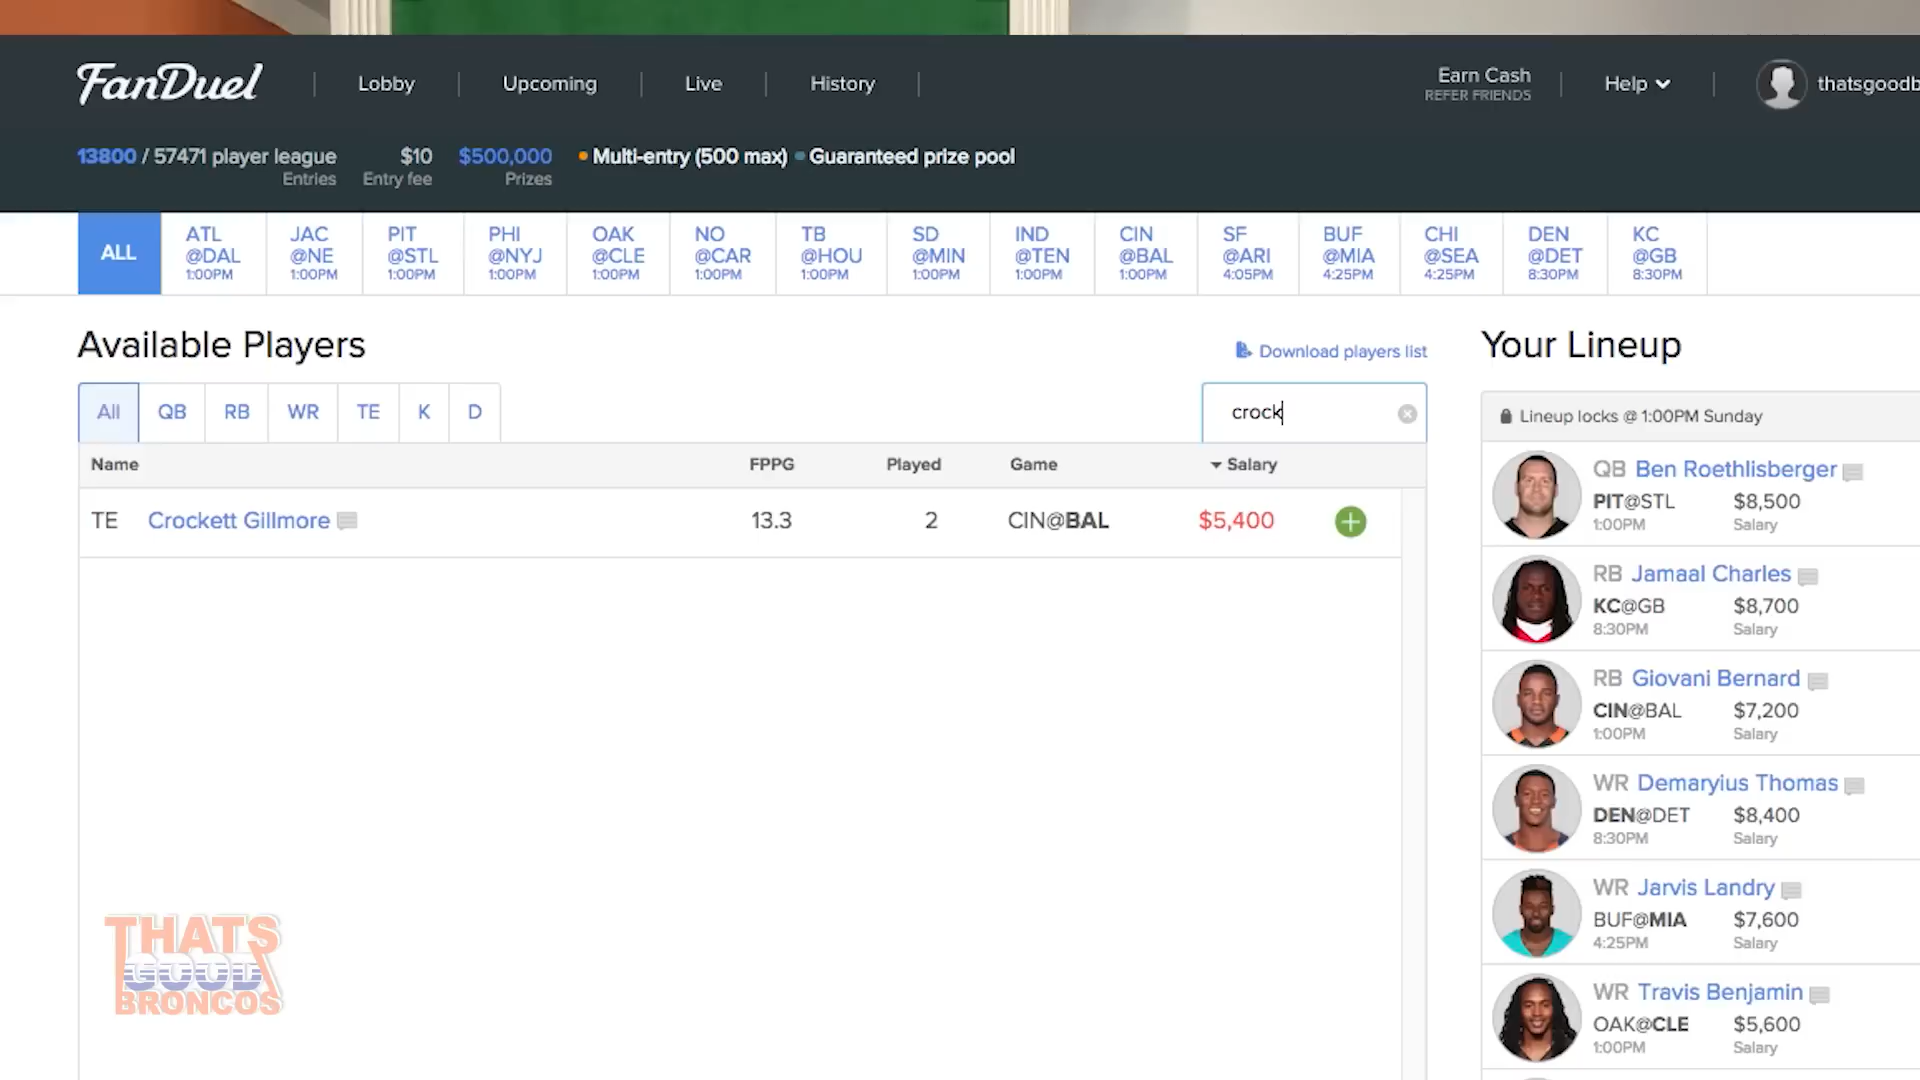 FanDuel
Lobby
Upcoming
Live
History
Earn Cash
REFER FRIENDS
Help
thatsgoodb
13800 / 57471 player league
Entries
$10
Entry fee
$500,000
Prizes
Multi-entry (500 max)
Guaranteed prize pool
ALL
ATL
@DAL
1:00PM
JAC
@NE
1:00PM
PIT
@STL
1:00PM
PHI
@NYJ
1:00PM
OAK
@CLE
1:00PM
NO
@CAR
1:00PM
TB
@HOU
1:00PM
SD
@MIN
1:00PM
IND
@TEN
1:00PM
CIN
@BAL
1:00PM
SF
@ARI
4:05PM
BUF
@MIA
4:25PM
CHI
@SEA
4:25PM
DEN
@DET
8:30PM
KC
@GB
8:30PM
Available Players
Download players list
All QB RB WR TE K D
crock
Name FPPG Played Game Salary
TE Crockett Gillmore 13.3 2 CIN@BAL $5,400
Your Lineup
Lineup locks @ 1:00PM Sunday
QB Ben Roethlisberger
PIT@STL $8,500
1:00PM Salary
RB Jamaal Charles
KC@GB $8,700
8:30PM Salary
RB Giovani Bernard
CIN@BAL $7,200
1:00PM Salary
WR Demaryius Thomas
DEN@DET $8,400
8:30PM Salary
WR Jarvis Landry
BUF@MIA $7,600
4:25PM Salary
WR Travis Benjamin
OAK@CLE $5,600
1:00PM Salary
THATS
GOOD
BRONCOS